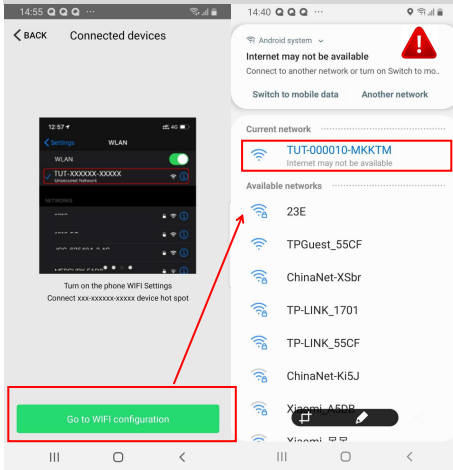 14:55
BACK Connected devices
12:57 4G
Settings WLAN
WLAN
TUT-XXXXXX-XXXXX
Unsecured Network
NETWORKS
Turn on the phone WIFI Settings
Connect xxx-xxxxxx-xxxxx device hot spot
Go to WIFI configuration
14:40
Android system
Internet may not be available
Connect to another network or turn on Switch to mo..
Switch to mobile data Another network
Current network
TUT-000010-MKKTM
Internet may not be available
Available networks
23E
TPGuest_55CF
ChinaNet-XSbr
TP-LINK_1701
TP-LINK_55CF
ChinaNet-Ki5J
Xiaomi_A5DB